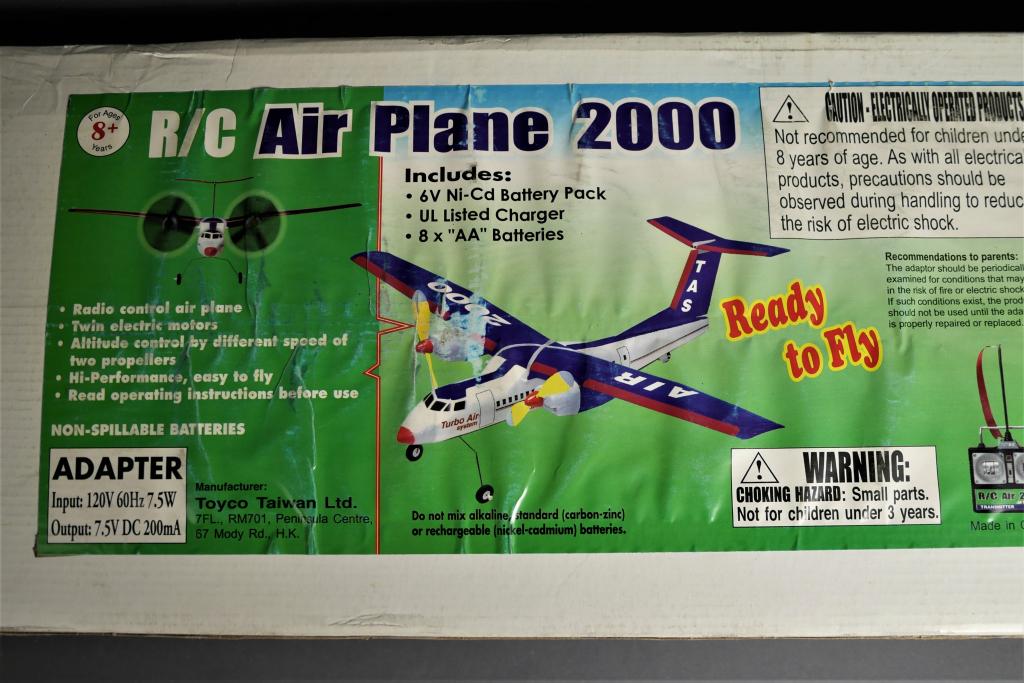 For Ages
8+
Years
R/C Air Plane 2000
Includes:
• 6V Ni-Cd Battery Pack
• UL Listed Charger
• 8 x "AA" Batteries
CAUTION - ELECTRICALLY OPERATED PRODUCTS
Not recommended for children unde
8 years of age. As with all electrica
products, precautions should be
observed during handling to reduc
the risk of electric shock.
Recommendations to parents:
The adaptor should be periodical
examined for conditions that may
in the risk of fire or electric shock
If such conditions exist, the prod
should not be used until the ada
is properly repaired or replaced.
• Radio control air plane
• Twin electric motors
• Altitude control by different speed of
two propellers
• Hi-Performance, easy to fly
• Read operating instructions before use
NON-SPILLABLE BATTERIES
ADAPTER
Input: 120V 60Hz 7.5W
Output: 7.5V DC 200mA
Manufacturer:
Toyco Taiwan Ltd.
7FL., RM701, Peninsula Centre,
67 Mody Rd., H.K.
2000
TAS
AIR
Turbo Air
system
a
Ready
to Fly
Do not mix alkaline, standard (carbon-zinc)
or rechargeable (nickel-cadmium) batteries.
WARNING:
CHOKING HAZARD: Small parts.
Not for children under 3 years.
R/C Air 2
TRANSMITTER
Made in